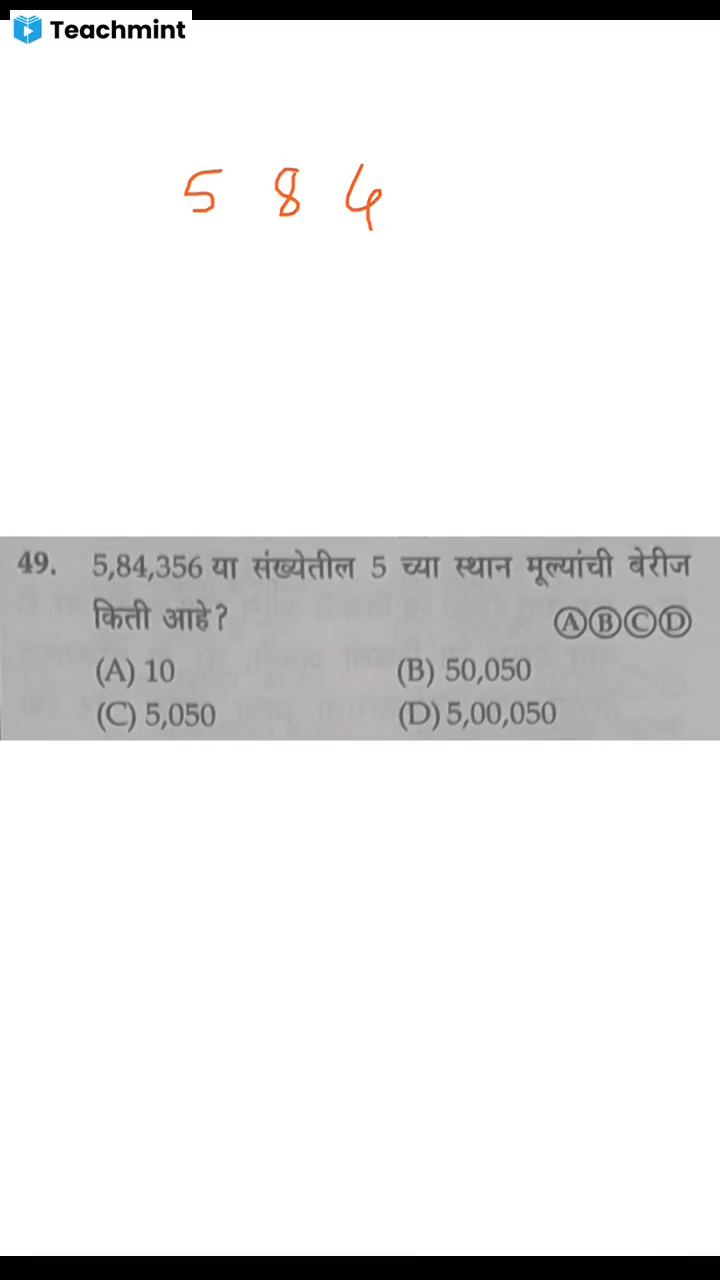 Teachmint
5 8 4
49. 5,84,356 या संख्येतील 5 च्या स्थान मूल्यांची बेरीज
किती आहे? Ⓐ Ⓑ Ⓒ Ⓓ
(A) 10 (B) 50,050
(C) 5,050 (D) 5,00,050